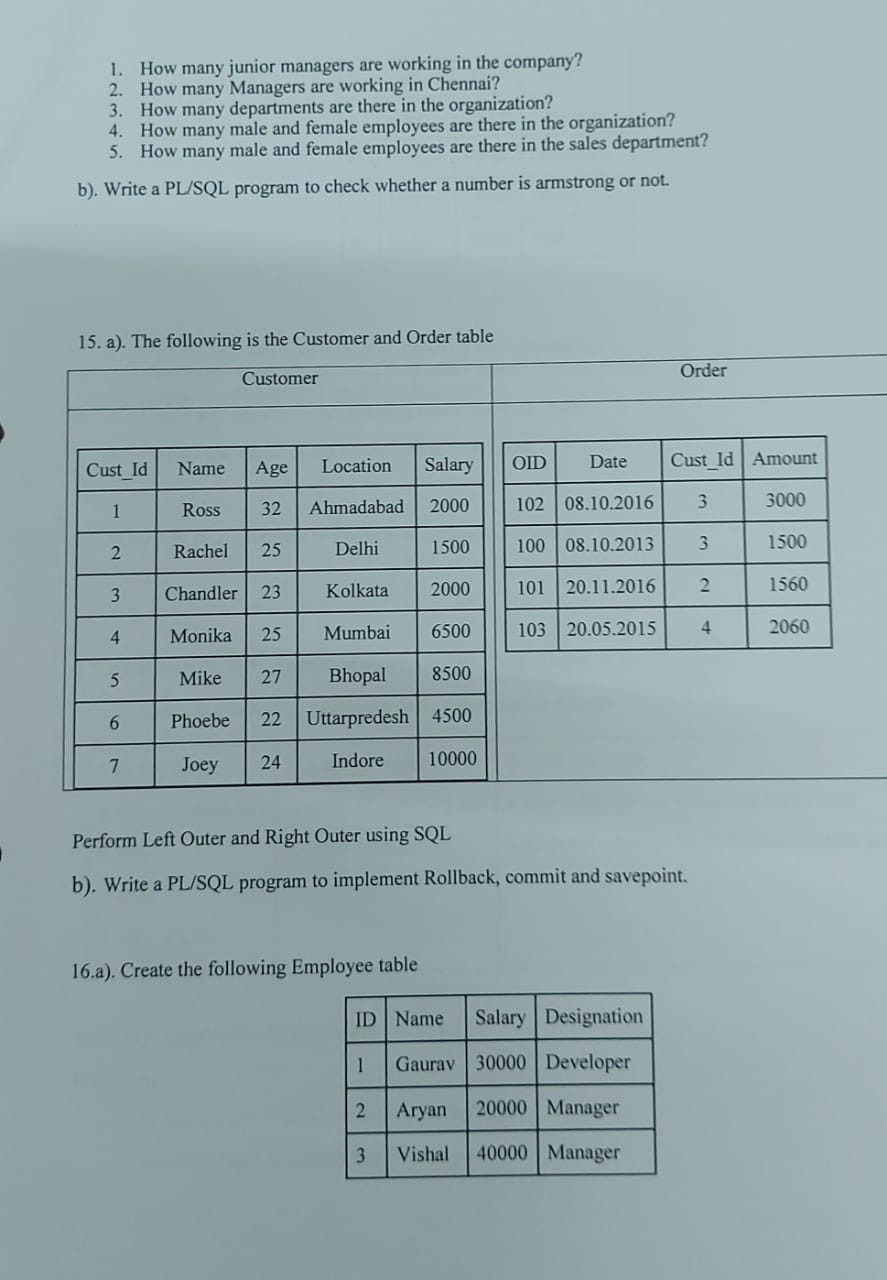 1. How many junior managers are working in the company?
2. How many Managers are working in Chennai?
3. How many departments are there in the organization?
4. How many male and female employees are there in the organization?
5. How many male and female employees are there in the sales department?
b). Write a PL/SQL program to check whether a number is armstrong or not.
15. a). The following is the Customer and Order table
Customer Order
Cust_Id Name Age Location Salary
1 Ross 32 Ahmadabad 2000
2 Rachel 25 Delhi 1500
3 Chandler 23 Kolkata 2000
4 Monika 25 Mumbai 6500
5 Mike 27 Bhopal 8500
6 Phoebe 22 Uttarpredesh 4500
7 Joey 24 Indore 10000
OID Date Cust_Id Amount
102 08.10.2016 3 3000
100 08.10.2013 3 1500
101 20.11.2016 2 1560
103 20.05.2015 4 2060
Perform Left Outer and Right Outer using SQL
b). Write a PL/SQL program to implement Rollback, commit and savepoint.
16.a). Create the following Employee table
ID Name Salary Designation
1 Gaurav 30000 Developer
2 Aryan 20000 Manager
3 Vishal 40000 Manager